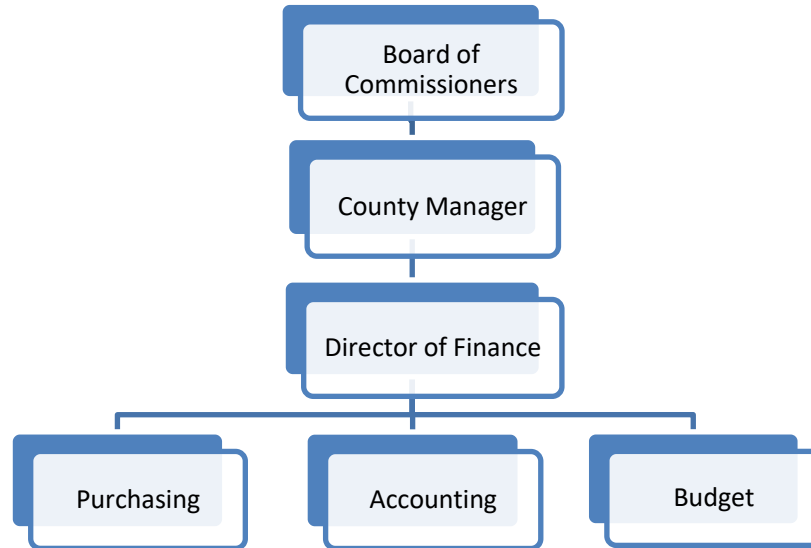 Board of
Commissioners
County Manager
Director of Finance
Purchasing
Accounting
Budget